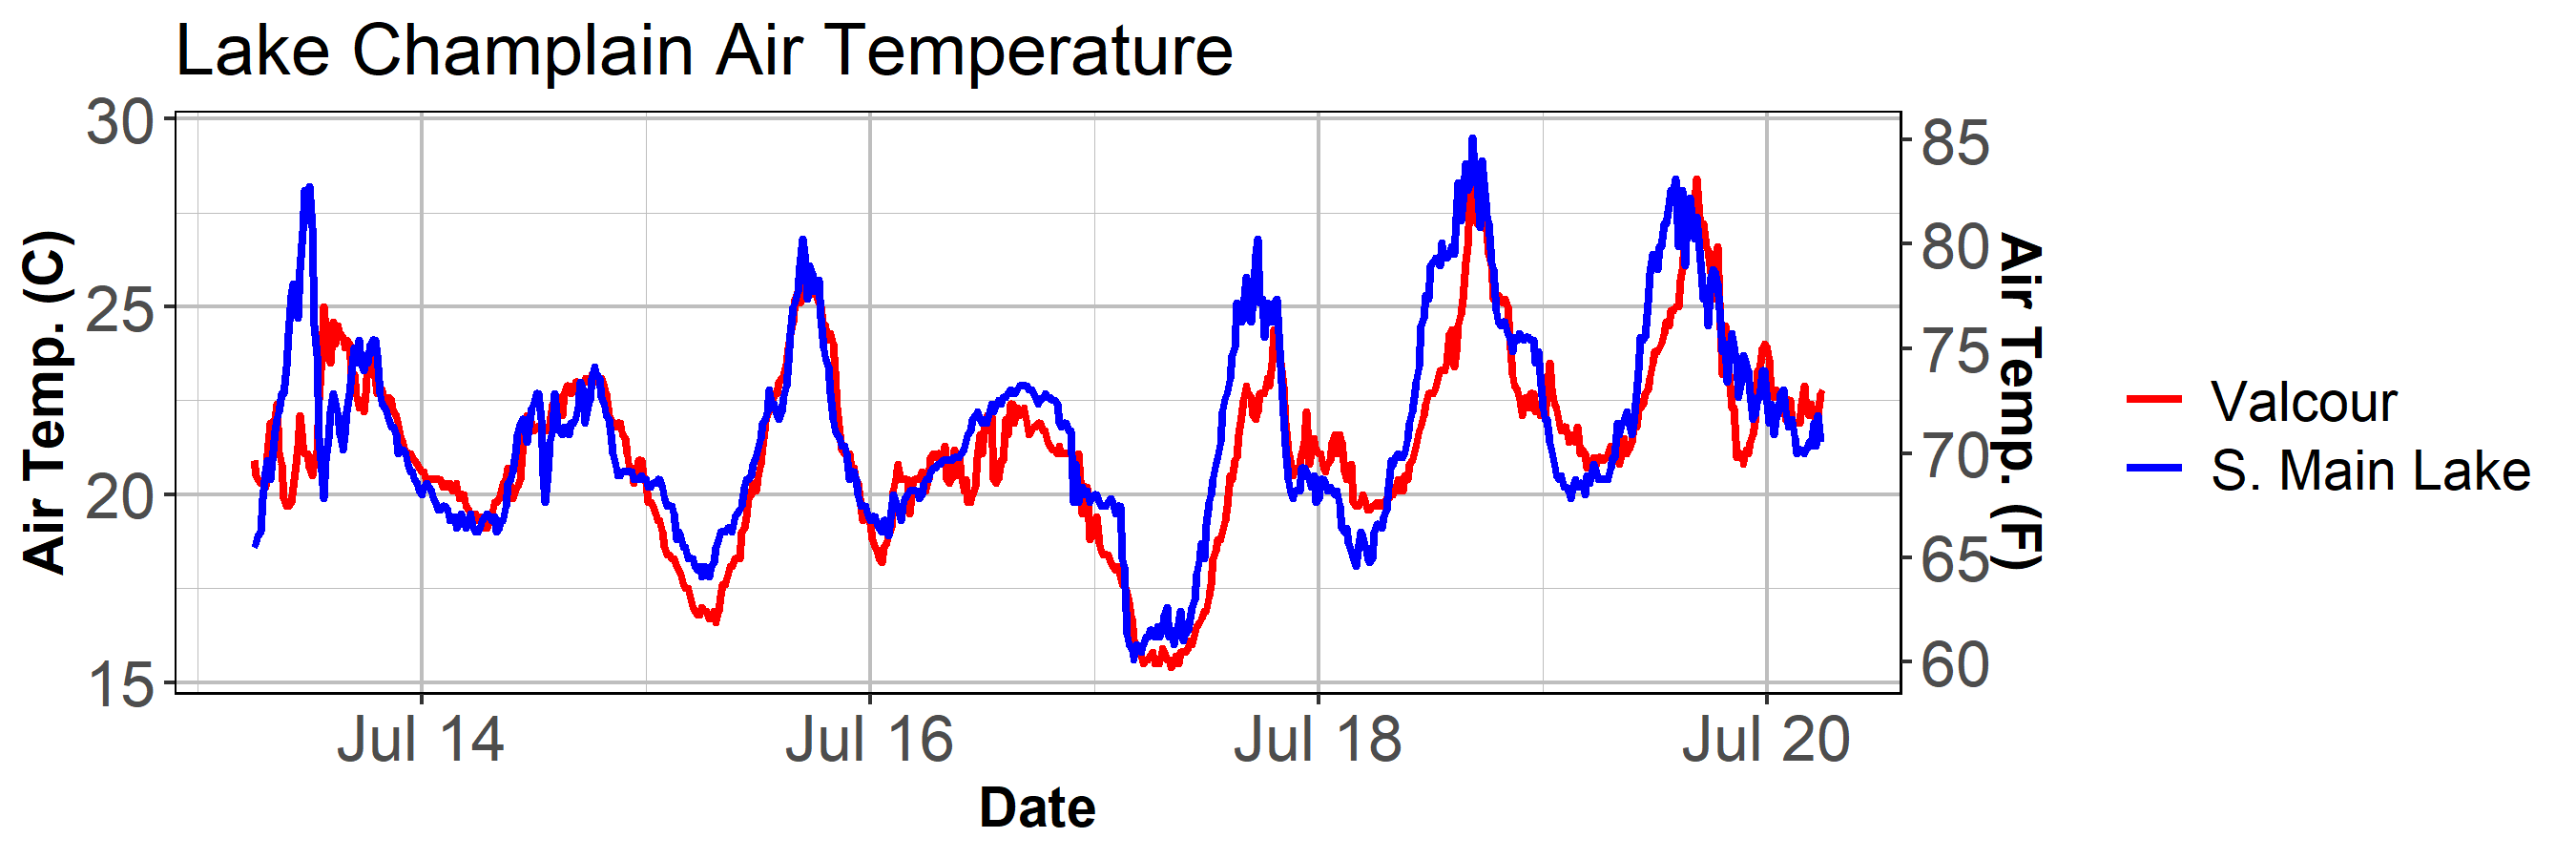 Lake Champlain Air Temperature
30
25
20
15
Air Temp. (C)
85
80
75
70
65
60
Air Temp. (F)
Jul 14
Jul 16
Jul 18
Jul 20
Date
Valcour
S. Main Lake